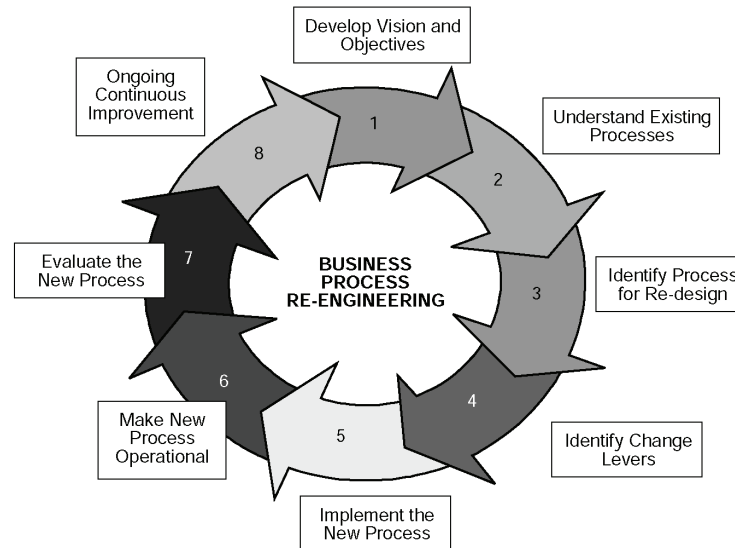 Develop Vision and
Objectives
1
Understand Existing
Processes
2
Identify Process
for Re-design
3
Identify Change
Levers
4
Implement the
New Process
5
Make New
Process
Operational
6
Evaluate the
New Process
7
Ongoing
Continuous
Improvement
8
BUSINESS
PROCESS
RE-ENGINEERING